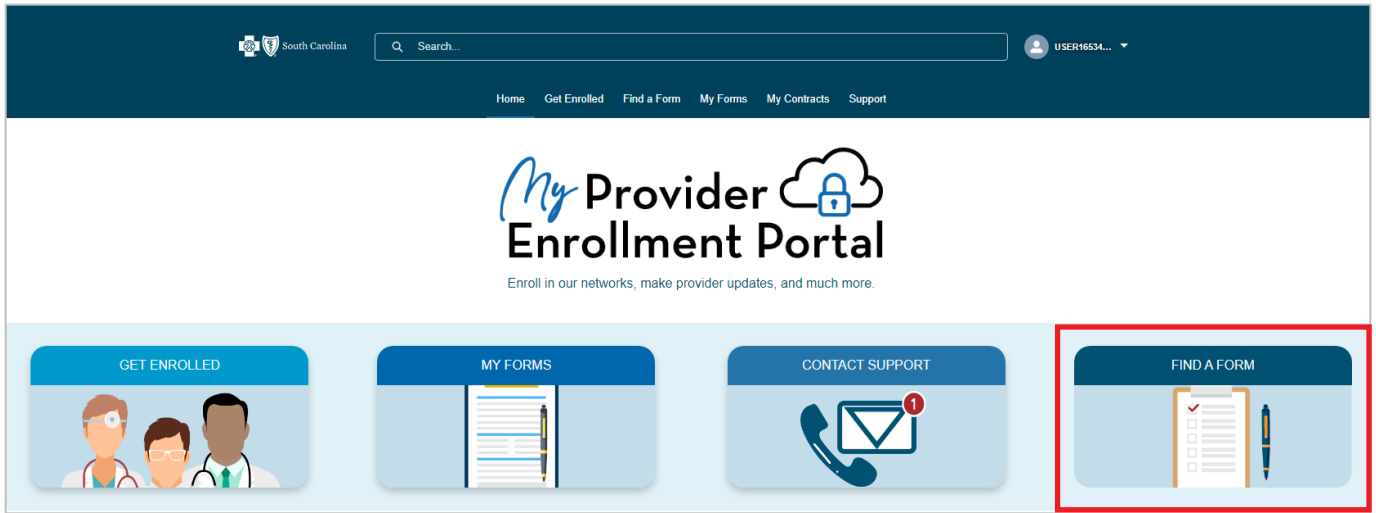 South Carolina
Search...
USER16534...
Home Get Enrolled Find a Form My Forms My Contracts Support
My Provider
Enrollment Portal
Enroll in our networks, make provider updates, and much more.
GET ENROLLED
MY FORMS
CONTACT SUPPORT
1
FIND A FORM